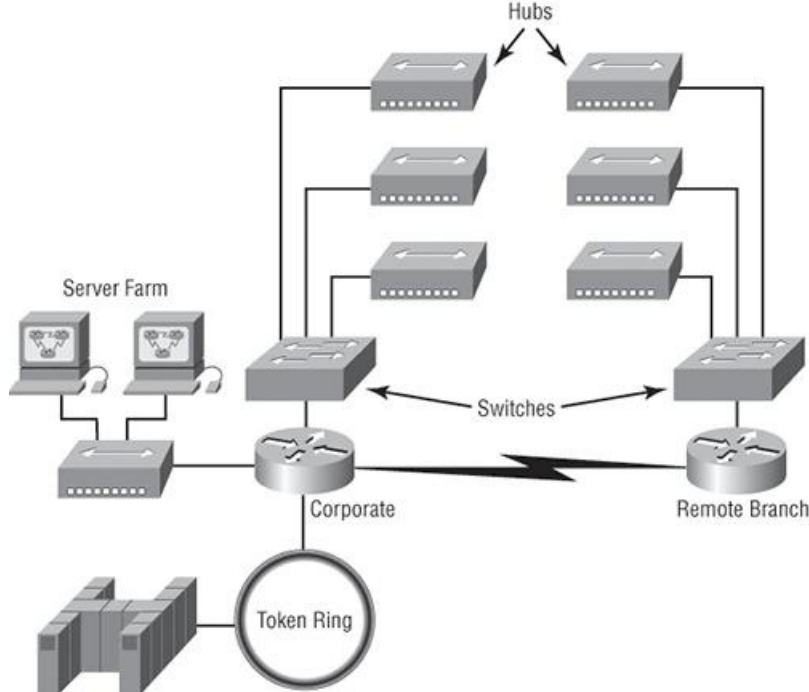 Hubs
Server Farm
Switches
Corporate
Remote Branch
Token Ring